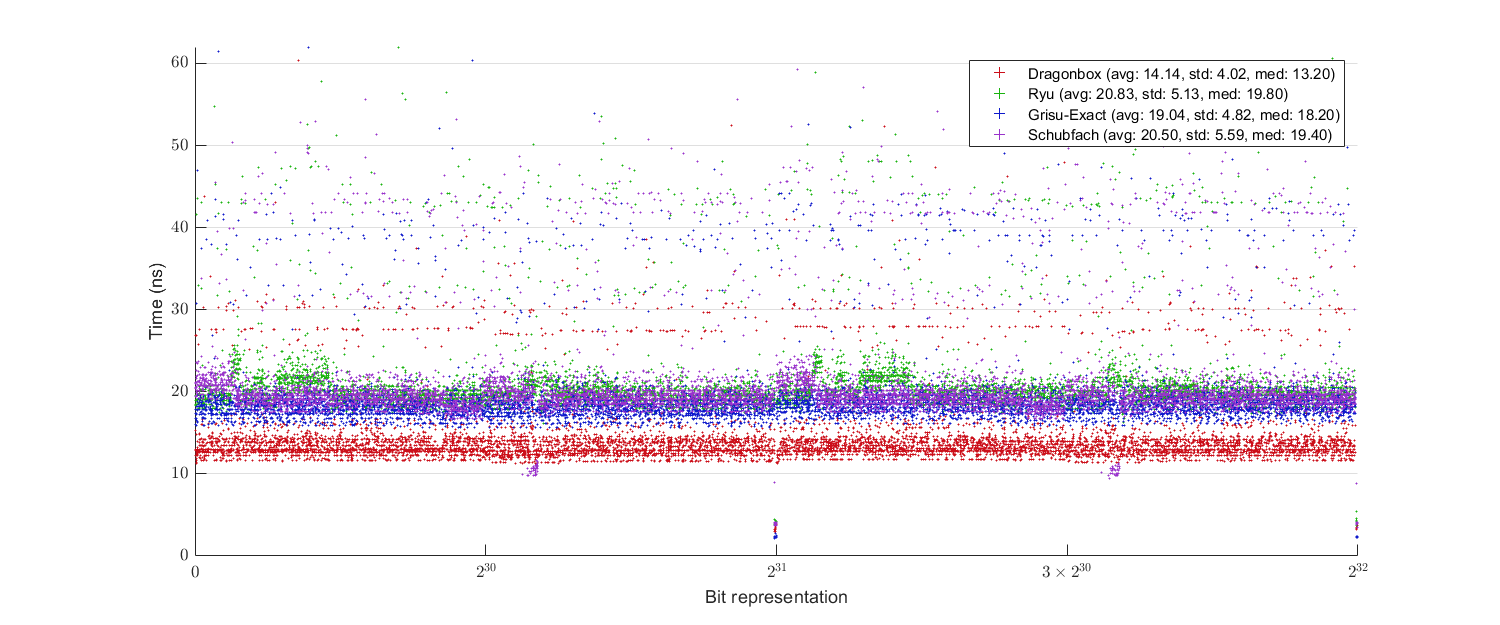 60
50
40
30
20
10
0
Time (ns)
Dragonbox (avg: 14.14, std: 4.02, med: 13.20)
Ryu (avg: 20.83, std: 5.13, med: 19.80)
Grisu-Exact (avg: 19.04, std: 4.82, med: 18.20)
Schubfach (avg: 20.50, std: 5.59, med: 19.40)
0 2^30 2^31 3 × 2^30 2^32
Bit representation